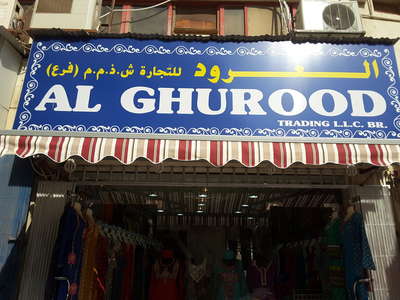 الغرود للتجارة ش.ذ.م.م (فرع)
AL GHUROOD
TRADING L.L.C. BR.